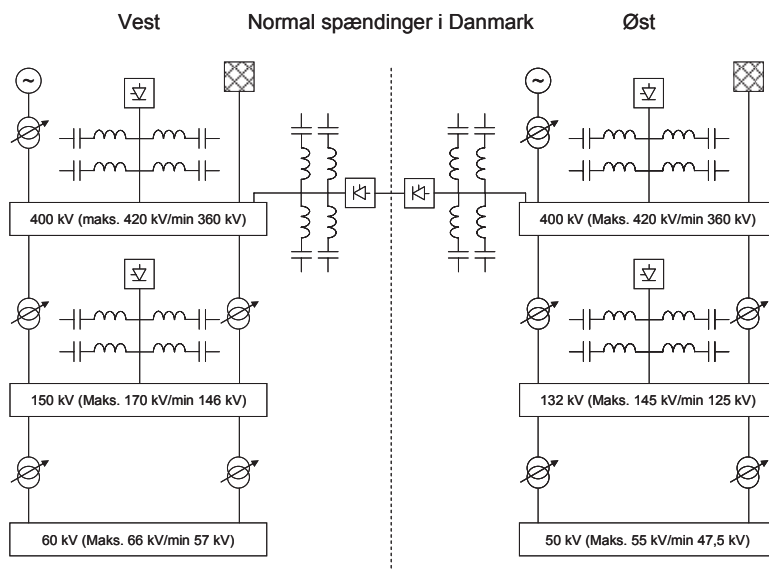 Vest
Normal spændinger i Danmark
Øst
~
~
400 kV (maks. 420 kV/min 360 kV)
400 kV (Maks. 420 kV/min 360 kV)
150 kV (Maks. 170 kV/min 146 kV)
132 kV (Maks. 145 kV/min 125 kV)
60 kV (Maks. 66 kV/min 57 kV)
50 kV (Maks. 55 kV/min 47,5 kV)